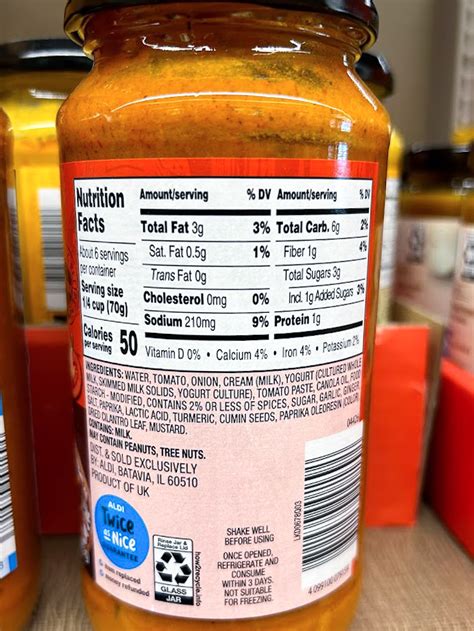 Nutrition Facts
About 6 servings per container
Serving size
1/4 cup (70g)
Calories per serving 50
Amount/serving % DV
Total Fat 3g 3%
Sat. Fat 0.5g 1%
Trans Fat 0g
Cholesterol 0mg 0%
Sodium 210mg 9%
Amount/serving % DV
Total Carb. 6g 2%
Fiber 1g 4%
Total Sugars 3g
Incl. 1g Added Sugars 3%
Protein 1g
Vitamin D 0% • Calcium 4% • Iron 4% • Potassium 2%
INGREDIENTS: WATER, TOMATO, ONION, CREAM (MILK), YOGURT (CULTURED WHOLE
MILK, SKIMMED MILK SOLIDS, YOGURT CULTURE), TOMATO PASTE, CANOLA OIL, FOOD
STARCH - MODIFIED, CONTAINS 2% OR LESS OF SPICES, SUGAR, GARLIC, GINGER,
SALT, PAPRIKA, LACTIC ACID, TURMERIC, CUMIN SEEDS, PAPRIKA OLEORESIN (COLOR),
DRIED CILANTRO LEAF, MUSTARD.
CONTAINS: MILK.
MAY CONTAIN PEANUTS, TREE NUTS.
DIST. & SOLD EXCLUSIVELY
BY: ALDI, BATAVIA, IL 60510
PRODUCT OF UK
ALDI
Twice
as
Nice
GUARANTEE
item replaced
money refunded
Rinse Jar &
Replace Lid
GLASS
JAR
how2recycle.info
SHAKE WELL
BEFORE USING
ONCE OPENED,
REFRIGERATE AND
CONSUME
WITHIN 3 DAYS.
NOT SUITABLE
FOR FREEZING.